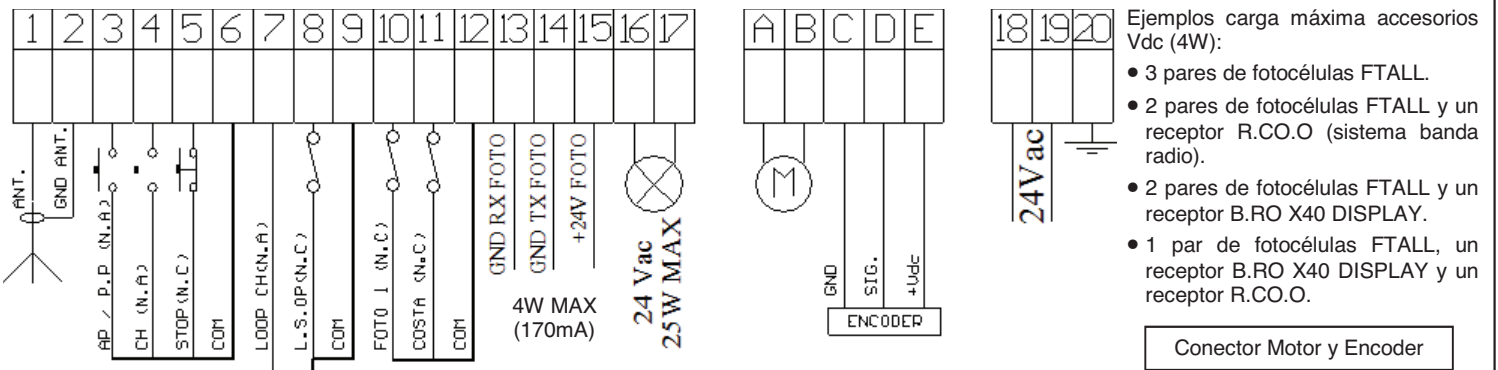 1 2 3 4 5 6 7 8 9 10 11 12 13 14 15 16 17
A B C D E
18 19 20
ANT.
GND ANT.
AP / P.P (N.A)
CH (N.A)
STOP (N.C)
COM
LOOP CH(N.A)
L.S.OP(N.C)
COM
FOTO 1 (N.C)
COSTA (N.C)
COM
GND RX FOTO
GND TX FOTO
+24V FOTO
4W MAX
(170mA)
24 Vac
25W MAX
M
GND
SIG.
+Vdc
ENCODER
24Vac
Ejemplos carga máxima accesorios
Vdc (4W):
• 3 pares de fotocélulas FTALL.
• 2 pares de fotocélulas FTALL y un
receptor R.CO.O (sistema banda
radio).
• 2 pares de fotocélulas FTALL y un
receptor B.RO X40 DISPLAY.
• 1 par de fotocélulas FTALL, un
receptor B.RO X40 DISPLAY y un
receptor R.CO.O.
Conector Motor y Encoder